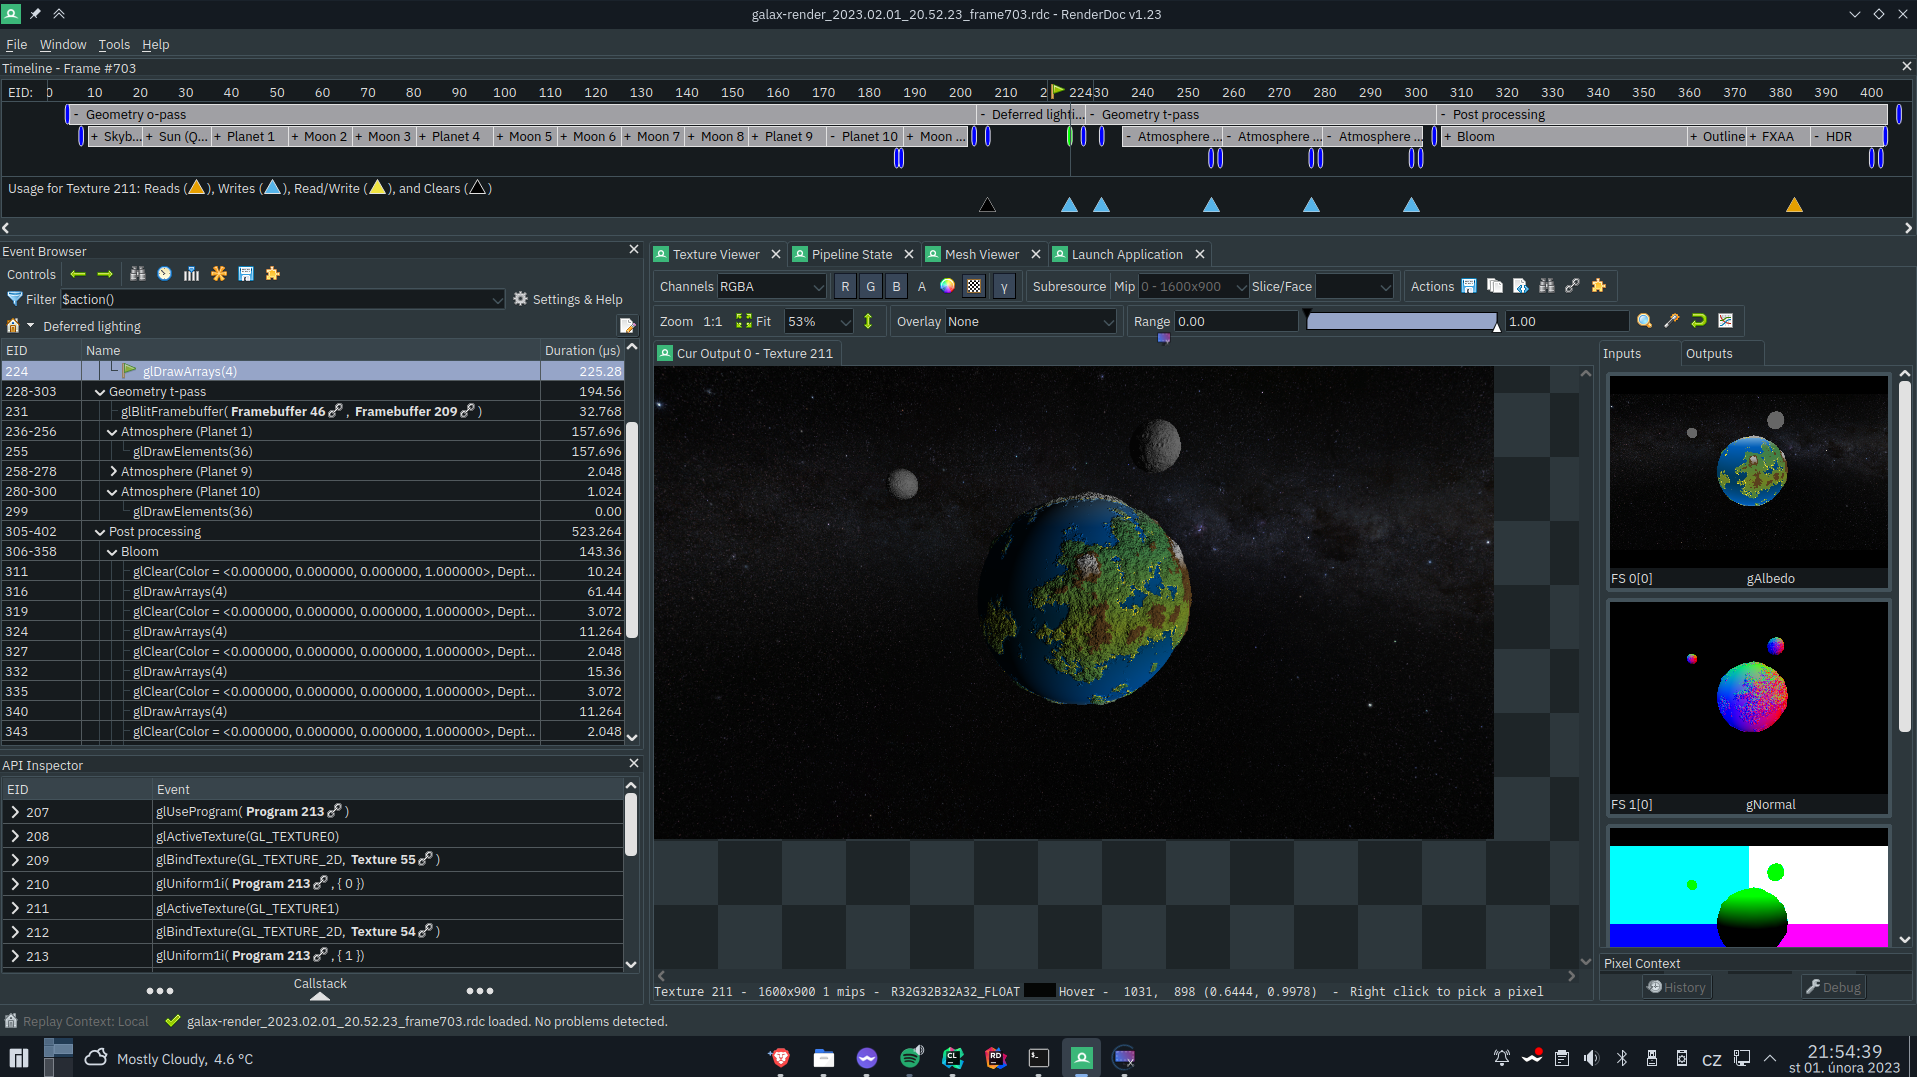 galax-render_2023.02.01_20.52.23_frame703.rdc - RenderDoc v1.23
File Window Tools Help
Timeline - Frame #703
EID: 0 10 20 30 40 50 60 70 80 90 100 110 120 130 140 150 160 170 180 190 200 210 224 230 240 250 260 270 280 290 300 310 320 330 340 350 360 370 380 390 400
- Geometry o-pass - Deferred lighti... - Geometry t-pass - Post processing
+ Skyb... + Sun (Q... + Planet 1 + Moon 2 + Moon 3 + Planet 4 + Moon 5 + Moon 6 + Moon 7 + Moon 8 + Planet 9 - Planet 10 + Moon ... - Atmosphere ... - Atmosphere ... - Atmosphere ... + Bloom + Outline + FXAA - HDR
Usage for Texture 211: Reads ( ), Writes ( ), Read/Write ( ), and Clears ( )
Event Browser
Controls
Filter $action() Settings & Help
Deferred lighting
EID Name Duration (µs)
224 glDrawArrays(4) 225.28
228-303 Geometry t-pass 194.56
231 glBlitFramebuffer( Framebuffer 46 , Framebuffer 209 ) 32.768
236-256 Atmosphere (Planet 1) 157.696
255 glDrawElements(36) 157.696
258-278 Atmosphere (Planet 9) 2.048
280-300 Atmosphere (Planet 10) 1.024
299 glDrawElements(36) 0.00
305-402 Post processing 523.264
306-358 Bloom 143.36
311 glClear(Color = <0.000000, 0.000000, 0.000000, 1.000000>, Dept... 10.24
316 glDrawArrays(4) 61.44
319 glClear(Color = <0.000000, 0.000000, 0.000000, 1.000000>, Dept... 3.072
324 glDrawArrays(4) 11.264
327 glClear(Color = <0.000000, 0.000000, 0.000000, 1.000000>, Dept... 2.048
332 glDrawArrays(4) 15.36
335 glClear(Color = <0.000000, 0.000000, 0.000000, 1.000000>, Dept... 3.072
340 glDrawArrays(4) 11.264
343 glClear(Color = <0.000000, 0.000000, 0.000000, 1.000000>, Dept... 2.048
API Inspector
EID Event
207 glUseProgram( Program 213 )
208 glActiveTexture(GL_TEXTURE0)
209 glBindTexture(GL_TEXTURE_2D, Texture 55 )
210 glUniform1i( Program 213 , { 0 })
211 glActiveTexture(GL_TEXTURE1)
212 glBindTexture(GL_TEXTURE_2D, Texture 54 )
213 glUniform1i( Program 213 , { 1 })
Callstack
Texture Viewer Pipeline State Mesh Viewer Launch Application
Channels RGBA R G B A γ Subresource Mip 0 - 1600x900 Slice/Face Actions
Zoom 1:1 Fit 53% Overlay None Range 0.00 1.00
Cur Output 0 - Texture 211
Texture 211 - 1600x900 1 mips - R32G32B32A32_FLOAT Hover - 1031, 898 (0.6444, 0.9978) - Right click to pick a pixel
Inputs Outputs
FS 0[0] gAlbedo
FS 1[0] gNormal
Pixel Context
History Debug
Replay Context: Local galax-render_2023.02.01_20.52.23_frame703.rdc loaded. No problems detected.
Mostly Cloudy, 4.6 °C
CL
RD
CZ
21:54:39
st 01. února 2023